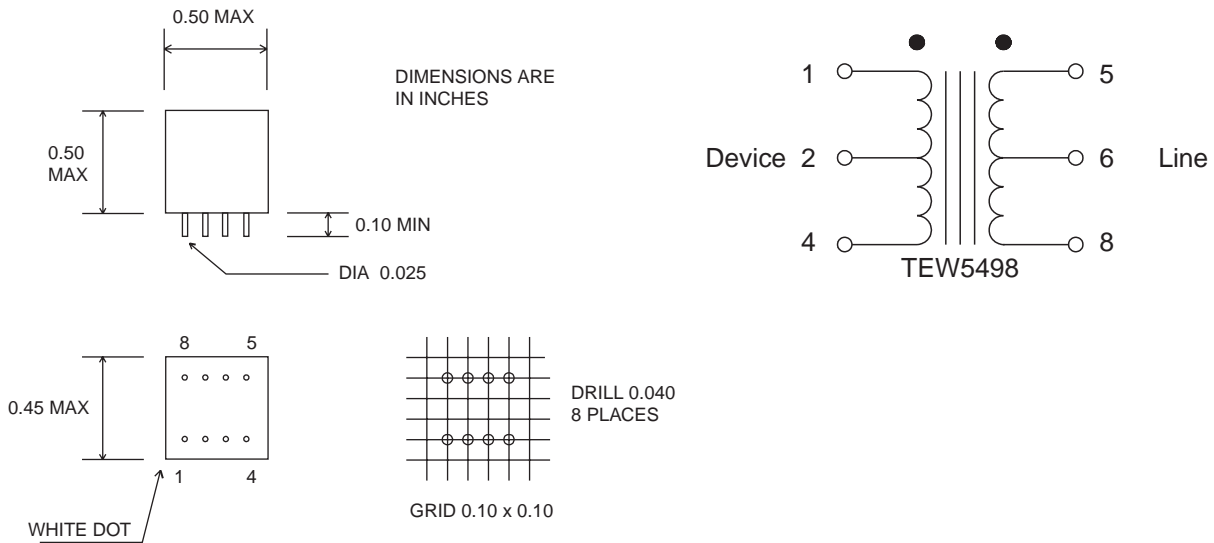 0.50 MAX
DIMENSIONS ARE
IN INCHES
0.50
MAX
0.10 MIN
DIA 0.025
1
5
Device 2
6 Line
4
8
TEW5498
8 5
0.45 MAX
1 4
WHITE DOT
DRILL 0.040
8 PLACES
GRID 0.10 x 0.10